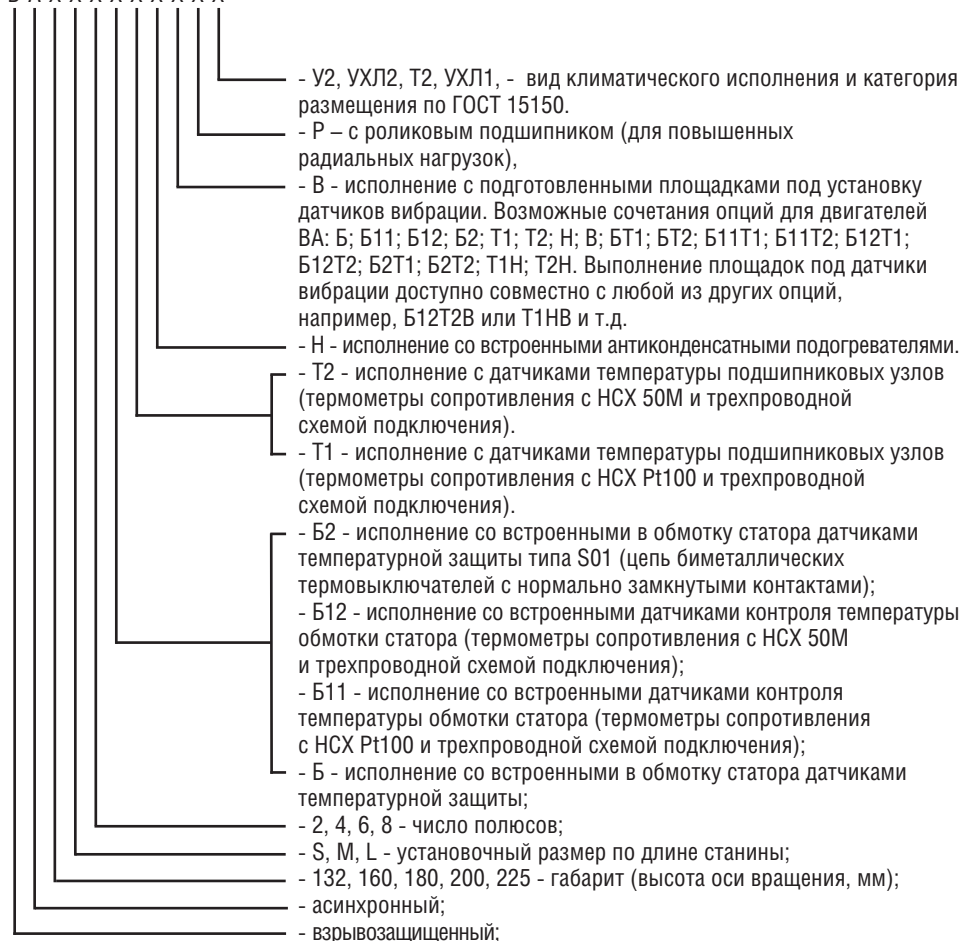 - У2, УХЛ2, Т2, УХЛ1, - вид климатического исполнения и категория
размещения по ГОСТ 15150.
- Р – с роликовым подшипником (для повышенных
радиальных нагрузок),
- В - исполнение с подготовленными площадками под установку
датчиков вибрации. Возможные сочетания опций для двигателей
ВА: Б; Б11; Б12; Б2; Т1; Т2; Н; В; БТ1; БТ2; Б11Т1; Б11Т2; Б12Т1;
Б12Т2; Б2Т1; Б2Т2; Т1Н; Т2Н. Выполнение площадок под датчики
вибрации доступно совместно с любой из других опций,
например, Б12Т2В или Т1НВ и т.д.
- Н - исполнение со встроенными антиконденсатными подогревателями.
- Т2 - исполнение с датчиками температуры подшипниковых узлов
(термометры сопротивления с НСХ 50М и трехпроводной
схемой подключения).
- Т1 - исполнение с датчиками температуры подшипниковых узлов
(термометры сопротивления с НСХ Pt100 и трехпроводной
схемой подключения).
- Б2 - исполнение со встроенными в обмотку статора датчиками
температурной защиты типа S01 (цепь биметаллических
термовыключателей с нормально замкнутыми контактами);
- Б12 - исполнение со встроенными датчиками контроля температуры
обмотки статора (термометры сопротивления с НСХ 50М
и трехпроводной схемой подключения);
- Б11 - исполнение со встроенными датчиками контроля
температуры обмотки статора (термометры сопротивления
с НСХ Pt100 и трехпроводной схемой подключения);
- Б - исполнение со встроенными в обмотку статора датчиками
температурной защиты;
- 2, 4, 6, 8 - число полюсов;
- S, M, L - установочный размер по длине станины;
- 132, 160, 180, 200, 225 - габарит (высота оси вращения, мм);
- асинхронный;
- взрывозащищенный;